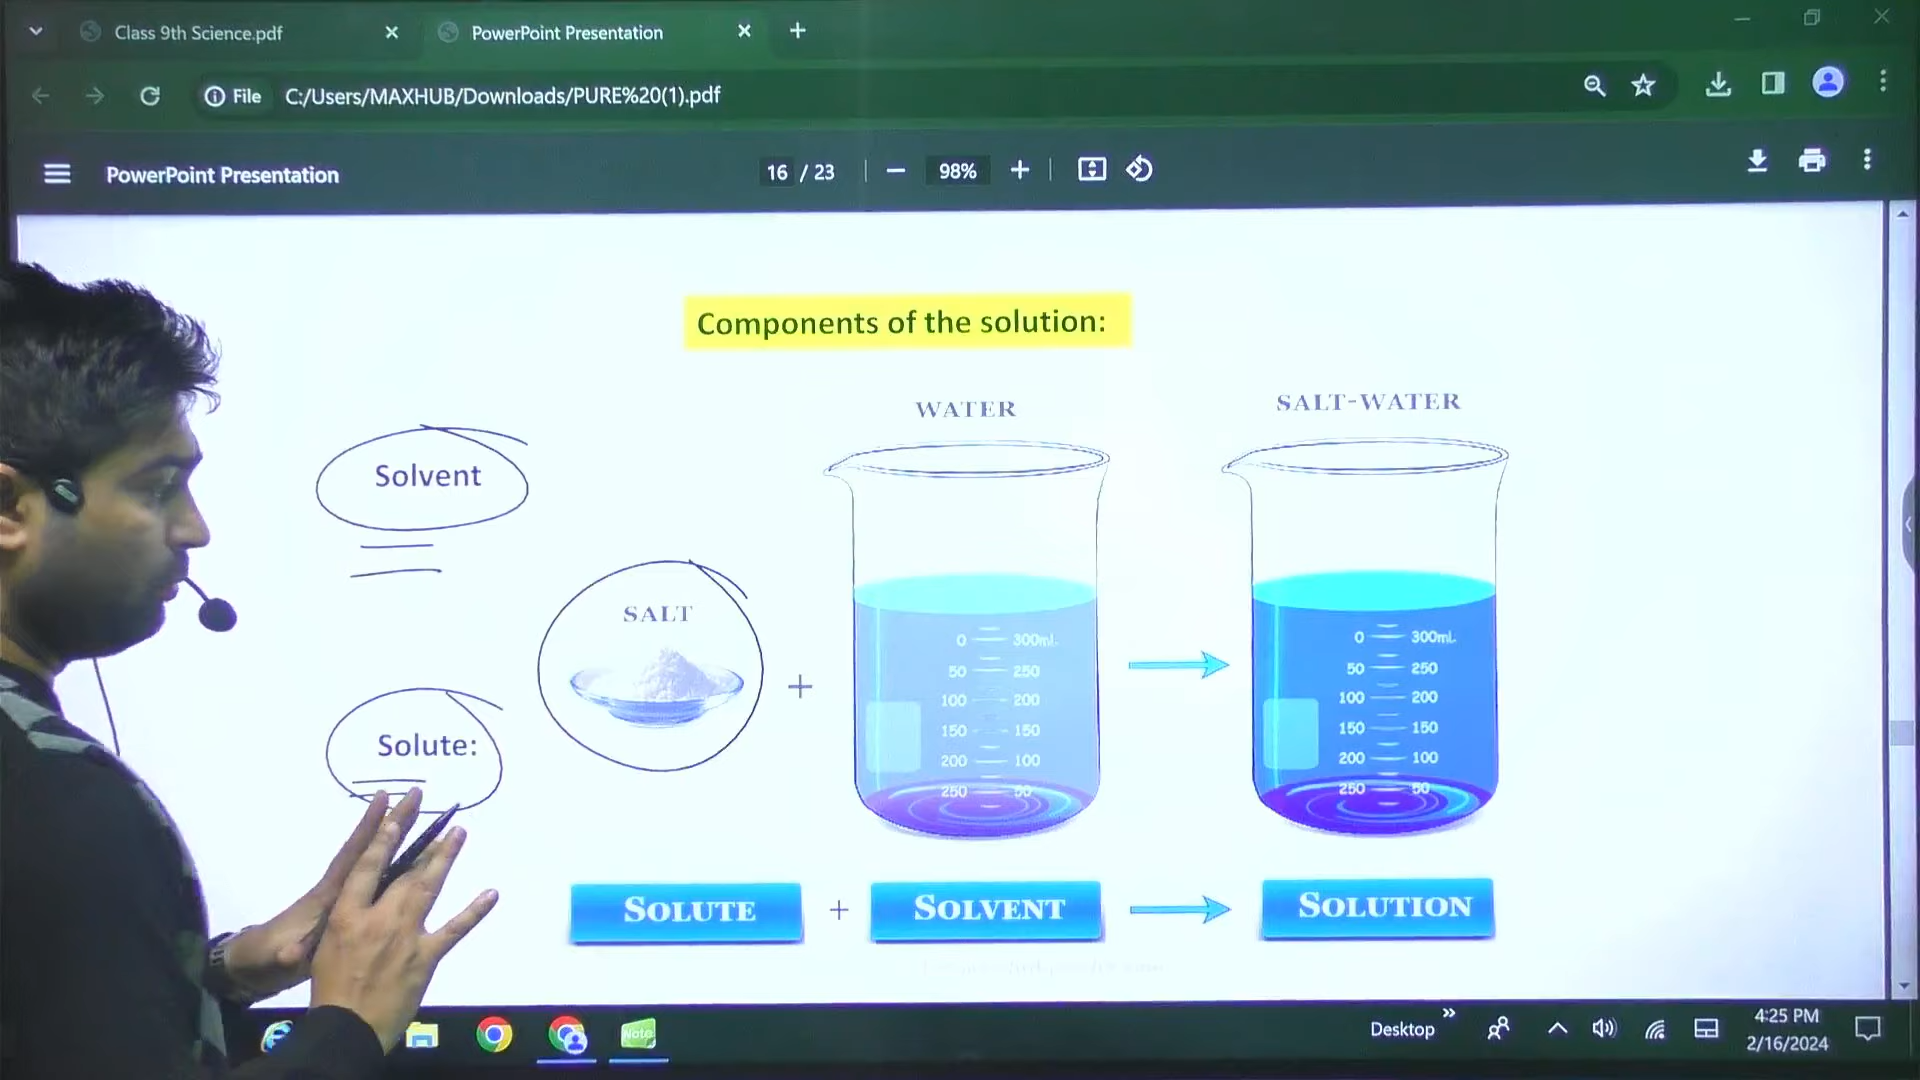 Class 9th Science.pdf
PowerPoint Presentation
File C:/Users/MAXHUB/Downloads/PURE%20(1).pdf
PowerPoint Presentation
16 / 23
98%
Components of the solution:
WATER
SALT-WATER
Solvent
SALT
+
0 300mL
50 250
100 200
150 150
200 100
250 50
0 300mL
50 250
100 200
150 150
200 100
250 50
Solute:
SOLUTE + SOLVENT SOLUTION
Note
Desktop
4:25 PM
2/16/2024